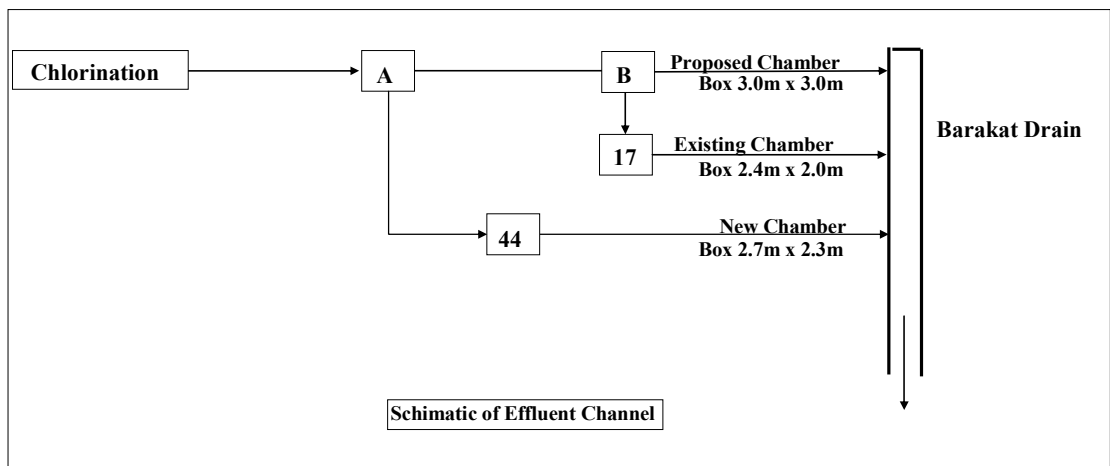 Chlorination
A
B
Proposed Chamber
Box 3.0m x 3.0m
Barakat Drain
17
Existing Chamber
Box 2.4m x 2.0m
44
New Chamber
Box 2.7m x 2.3m
Schimatic of Effluent Channel